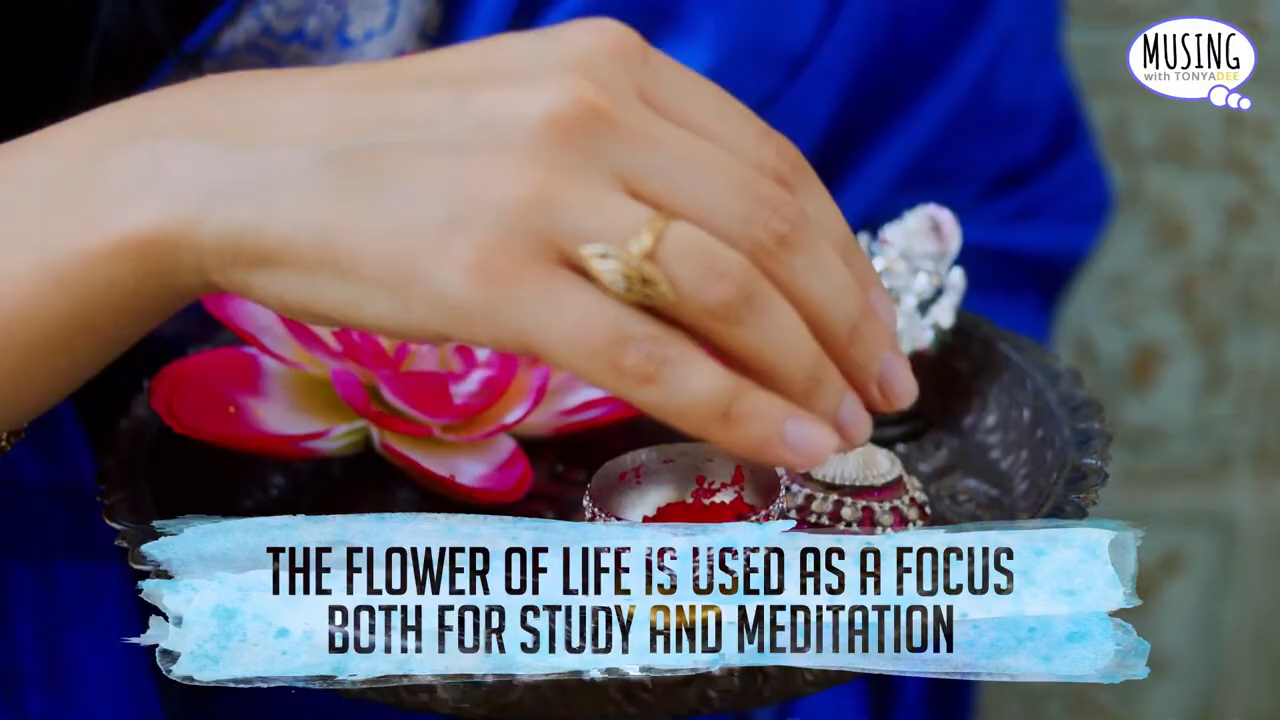 MUSING
with TONYADEE
THE FLOWER OF LIFE IS USED AS A FOCUS
BOTH FOR STUDY AND MEDITATION